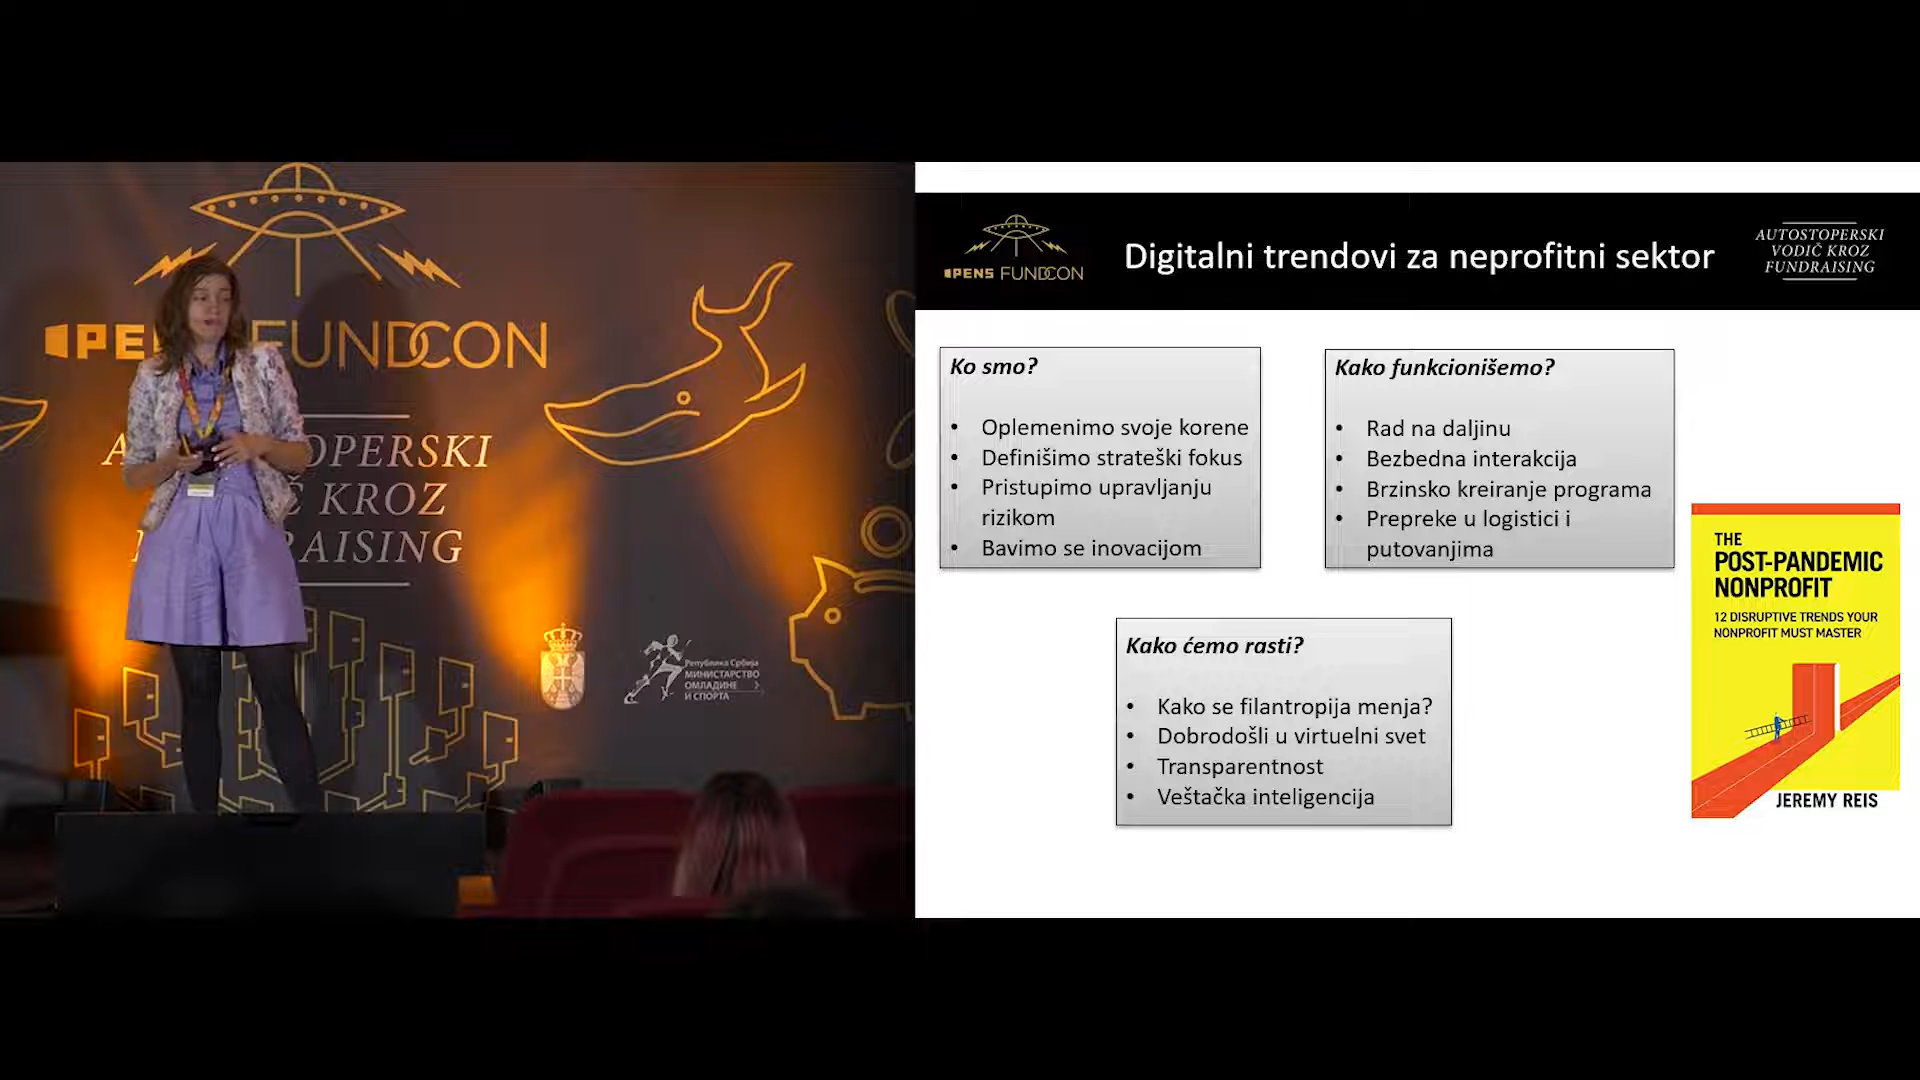 OPENS FUNDCON
AUTOSTOPERSKI
VODIČ KROZ
FUNDRAISING
Digitalni trendovi za neprofitni sektor
Ko smo?
• Oplemenimo svoje korene
• Definišimo strateški fokus
• Pristupimo upravljanju
rizikom
• Bavimo se inovacijom
Kako funkcionišemo?
• Rad na daljinu
• Bezbedna interakcija
• Brzinsko kreiranje programa
• Prepreke u logistici i
putovanjima
Kako ćemo rasti?
• Kako se filantropija menja?
• Dobrodošli u virtuelni svet
• Transparentnost
• Veštačka inteligencija
THE
POST-PANDEMIC
NONPROFIT
12 DISRUPTIVE TRENDS YOUR
NONPROFIT MUST MASTER
JEREMY REIS
PE FUNDCON
A OPERSKI
Č KROZ
RAISING
Република Србија
МИНИСТАРСТВО
ОМЛАДИНЕ
И СПОРТА